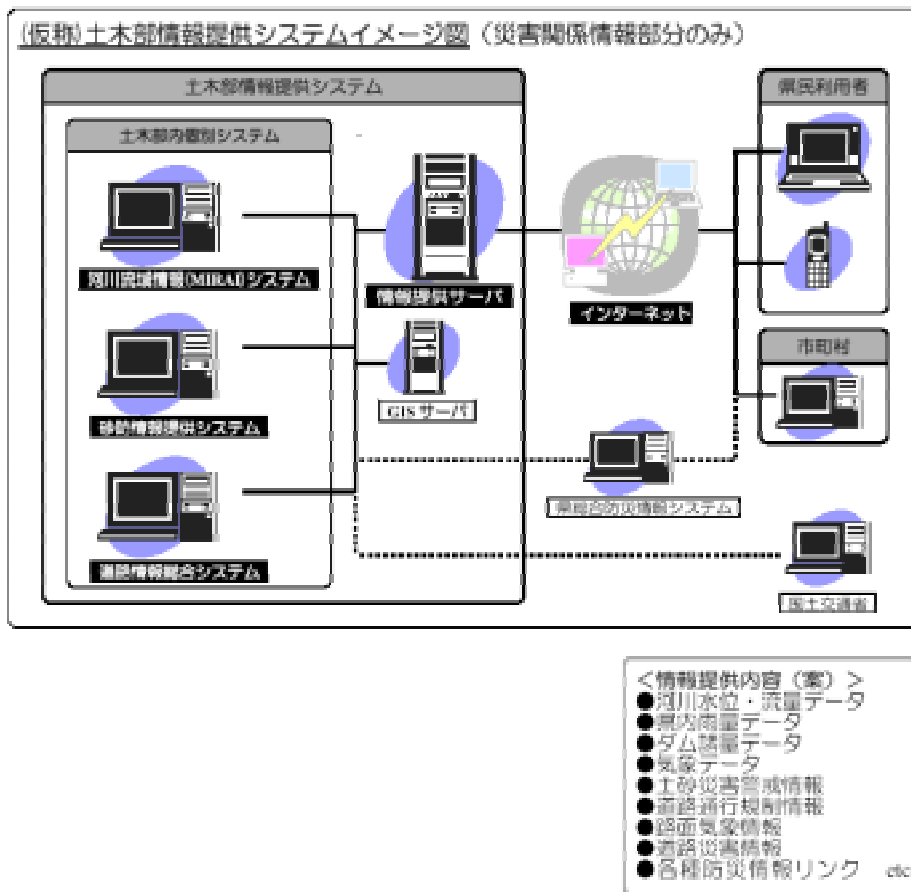 (仮称)土木部情報提供システムイメージ図（災害関係情報部分のみ）
土木部情報提供システム
土木部内個別システム
河川流域情報(MIRAI)システム
砂防情報提供システム
道路情報総合システム
情報提供サーバ
GISサーバ
インターネット
県民利用者
市町村
県総合防災情報システム
国土交通省
＜情報提供内容（案）＞
●河川水位・流量データ
●県内雨量データ
●ダム諸量データ
●気象データ
●土砂災害警戒情報
●道路通行規制情報
●路面気象情報
●道路災害情報
●各種防災情報リンク etc